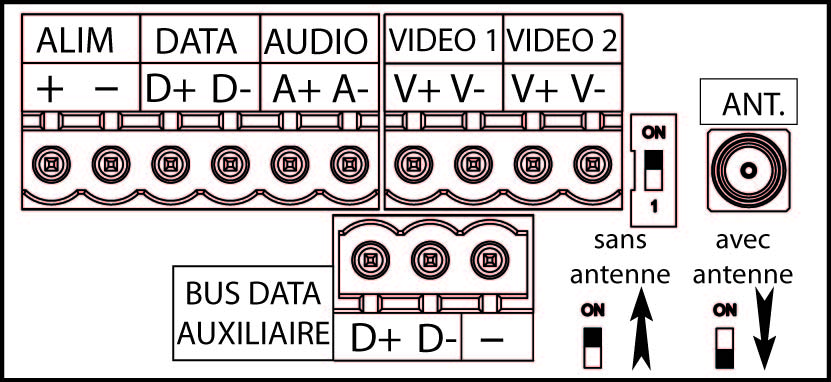 ALIM DATA AUDIO VIDEO 1 VIDEO 2
+ - D+ D- A+ A- V+ V- V+ V-
ANT.
ON
1
sans antenne
avec antenne
ON
ON
BUS DATA
AUXILIAIRE
D+ D- -